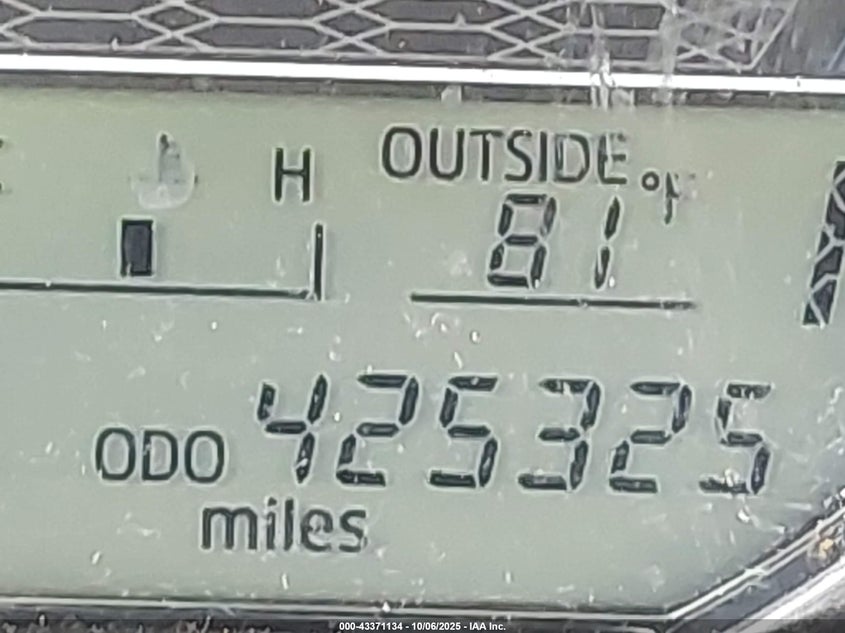 H OUTSIDE °F
81
ODO 425325
miles
000-43371134 - 10/06/2025 - IAA Inc.